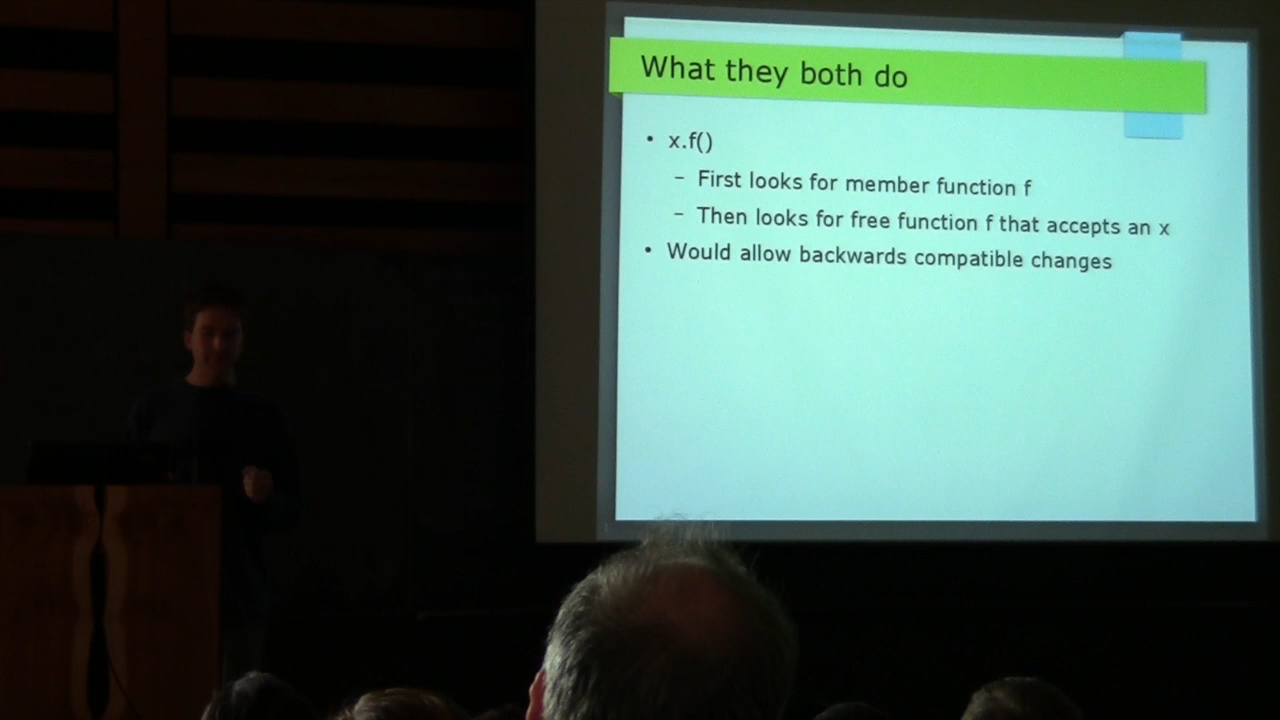 What they both do
• x.f()
– First looks for member function f
– Then looks for free function f that accepts an x
• Would allow backwards compatible changes